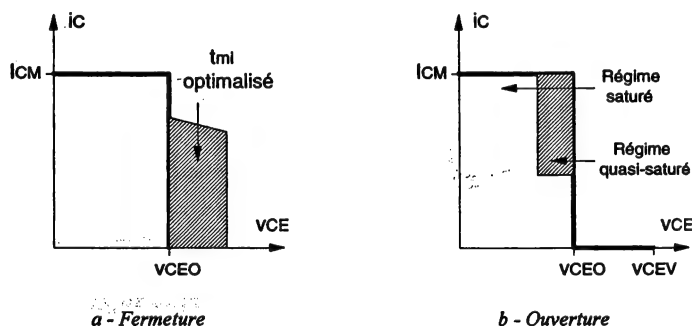 iC
ICM
tmi
optimalisé
VCE
VCEO
a - Fermeture
iC
ICM
Régime
saturé
Régime
quasi-saturé
VCE
VCEO
VCEV
b - Ouverture